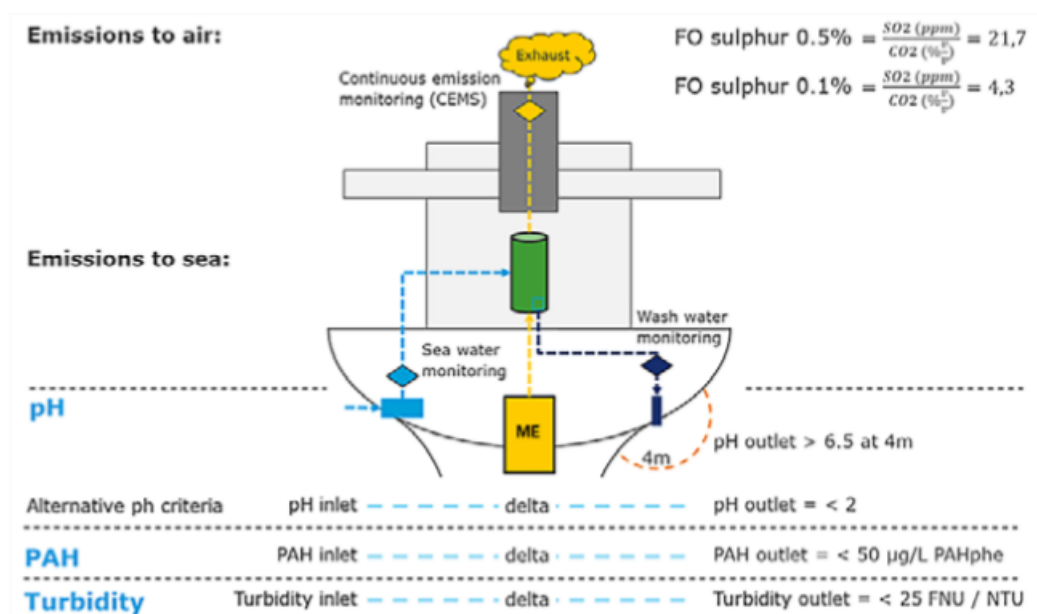 Emissions to air:
Exhaust
Continuous emission
monitoring (CEMS)
FO sulphur 0.5% = SO2 (ppm) / CO2 (% v/v) = 21,7
FO sulphur 0.1% = SO2 (ppm) / CO2 (% v/v) = 4,3
Emissions to sea:
Sea water
monitoring
Wash water
monitoring
pH
ME
4m
pH outlet > 6.5 at 4m
Alternative ph criteria pH inlet delta pH outlet = < 2
PAH PAH inlet delta PAH outlet = < 50 µg/L PAHphe
Turbidity Turbidity inlet delta Turbidity outlet = < 25 FNU / NTU